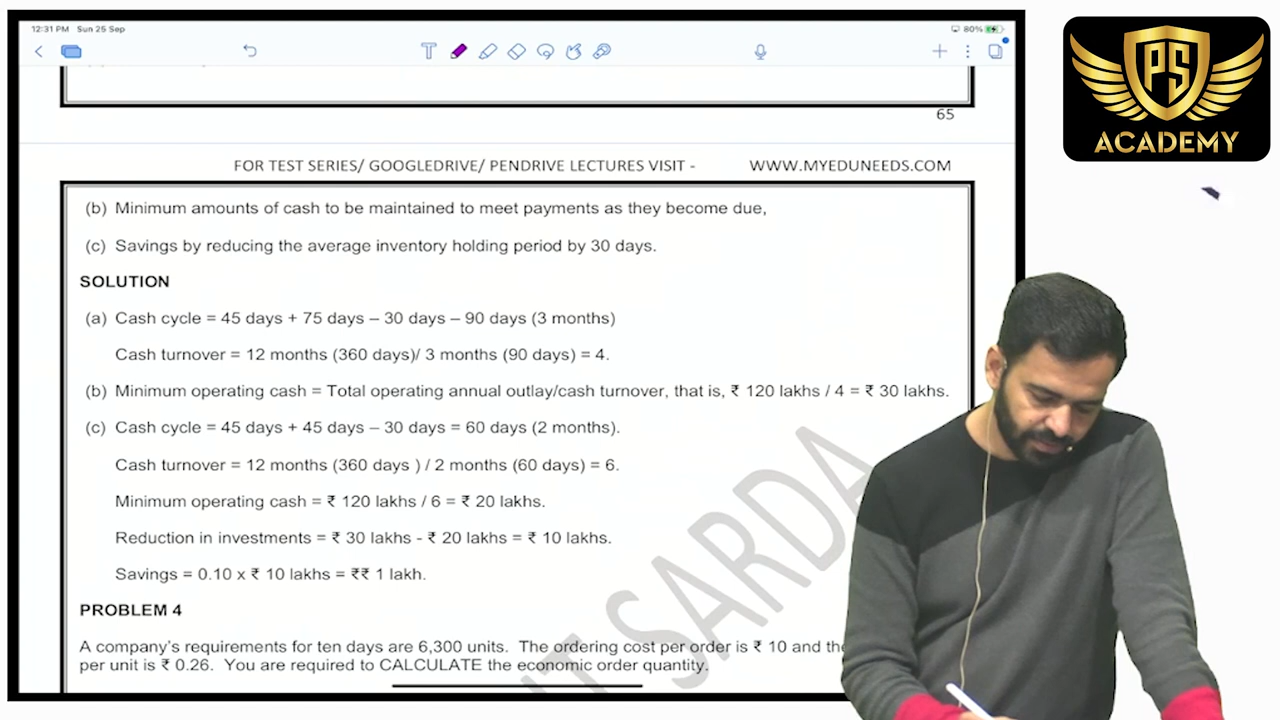 12:31 PM Sun 25 Sep
80%
65
FOR TEST SERIES/ GOOGLEDRIVE/ PENDRIVE LECTURES VISIT - WWW.MYEDUNEEDS.COM
(b) Minimum amounts of cash to be maintained to meet payments as they become due,
(c) Savings by reducing the average inventory holding period by 30 days.
SOLUTION
(a) Cash cycle = 45 days + 75 days – 30 days – 90 days (3 months)
Cash turnover = 12 months (360 days)/ 3 months (90 days) = 4.
(b) Minimum operating cash = Total operating annual outlay/cash turnover, that is, ₹ 120 lakhs / 4 = ₹ 30 lakhs.
(c) Cash cycle = 45 days + 45 days – 30 days = 60 days (2 months).
Cash turnover = 12 months (360 days ) / 2 months (60 days) = 6.
Minimum operating cash = ₹ 120 lakhs / 6 = ₹ 20 lakhs.
Reduction in investments = ₹ 30 lakhs - ₹ 20 lakhs = ₹ 10 lakhs.
Savings = 0.10 x ₹ 10 lakhs = ₹₹ 1 lakh.
PROBLEM 4
A company's requirements for ten days are 6,300 units. The ordering cost per order is ₹ 10 and the
per unit is ₹ 0.26. You are required to CALCULATE the economic order quantity.
SARDA
PS
ACADEMY